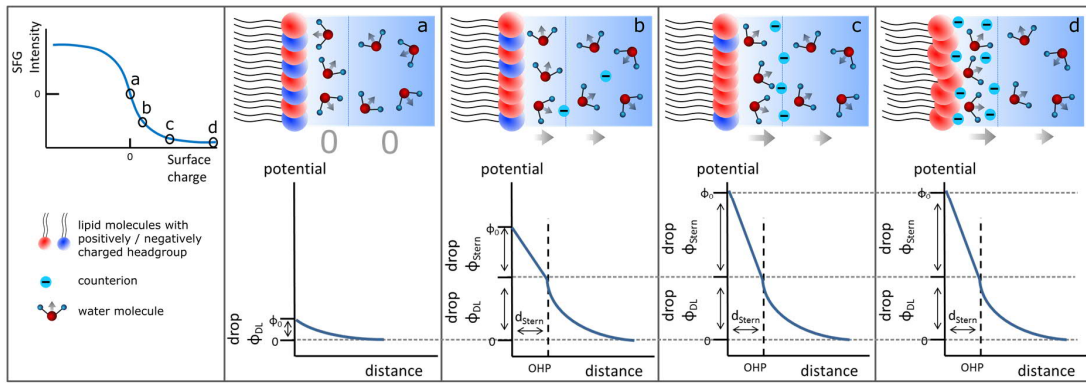 SFG
Intensity
0
a
b
c
d
0
Surface
charge
lipid molecules with
positively / negatively
charged headgroup
counterion
water molecule
a
0 0
potential
drop
ϕDL
ϕ0
0
distance
b
potential
drop
ϕStern
drop
ϕDL
ϕ0
dStern
0
OHP
distance
c
potential
drop
ϕStern
drop
ϕDL
ϕ0
dStern
0
OHP
distance
d
potential
drop
ϕStern
drop
ϕDL
ϕ0
dStern
0
OHP
distance